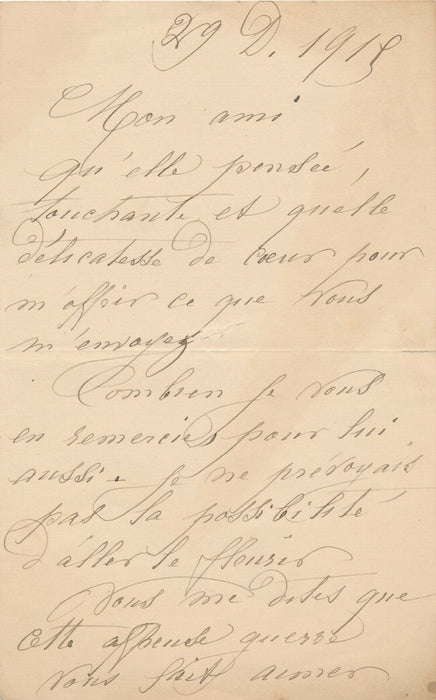 29 D. 1915
Mon ami
qu'elle pensée,
touchante et quelle
délicatesse de cœur pour
m'offrir ce que vous
m'envoyez
Combien je vous
en remercie, pour lui
aussi. Je ne prévoyais
pas la possibilité
d'aller le fleurir
Vous me dites que
cette affreuse guerre
vous fait aimer